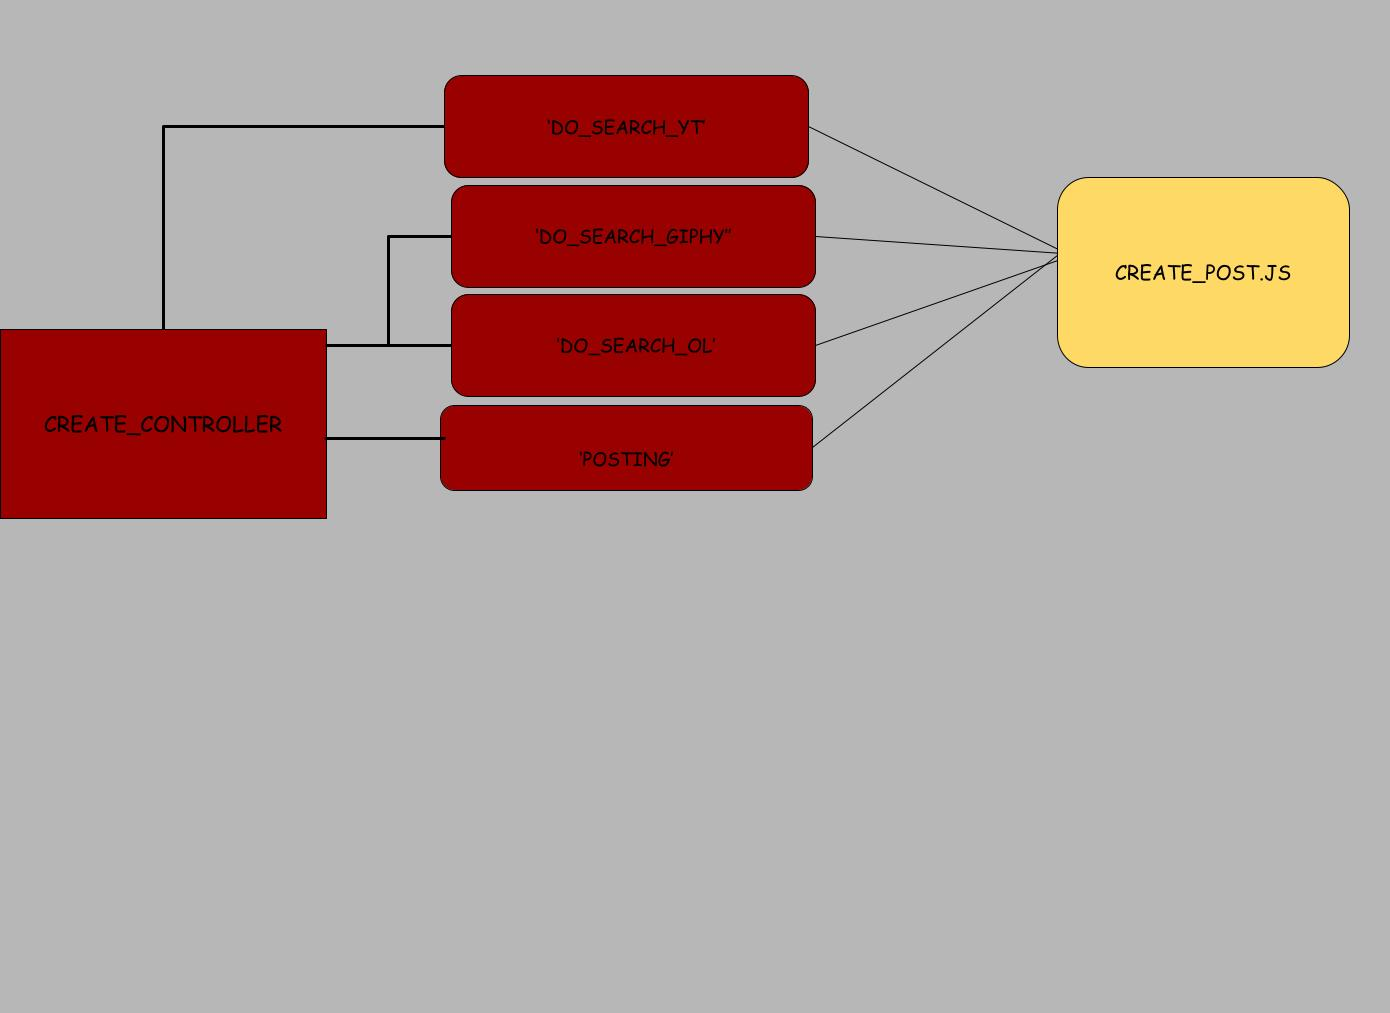 ‘DO_SEARCH_YT’
‘DO_SEARCH_GIPHY”
‘DO_SEARCH_OL’
‘POSTING’
CREATE_CONTROLLER
CREATE_POST.JS